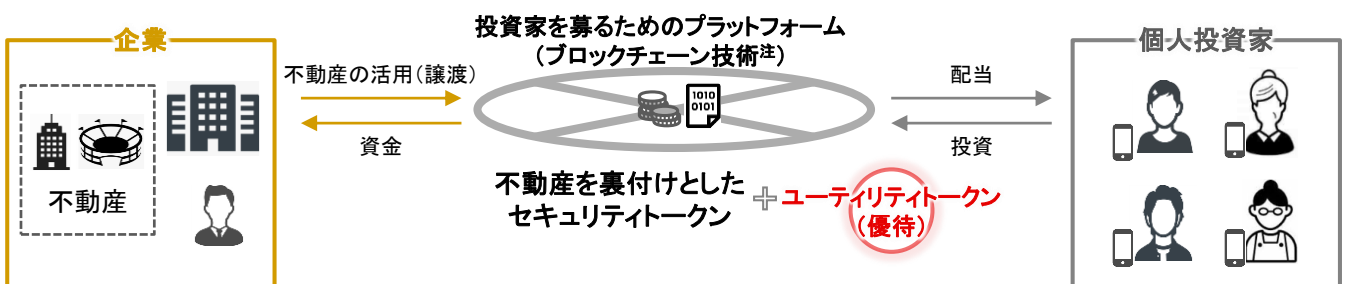 企業
不動産
不動産の活用(譲渡)
資金
投資家を募るためのプラットフォーム
(ブロックチェーン技術注)
1010
0101
不動産を裏付けとした
セキュリティトークン
+
ユーティリティトークン
(優待)
配当
投資
個人投資家